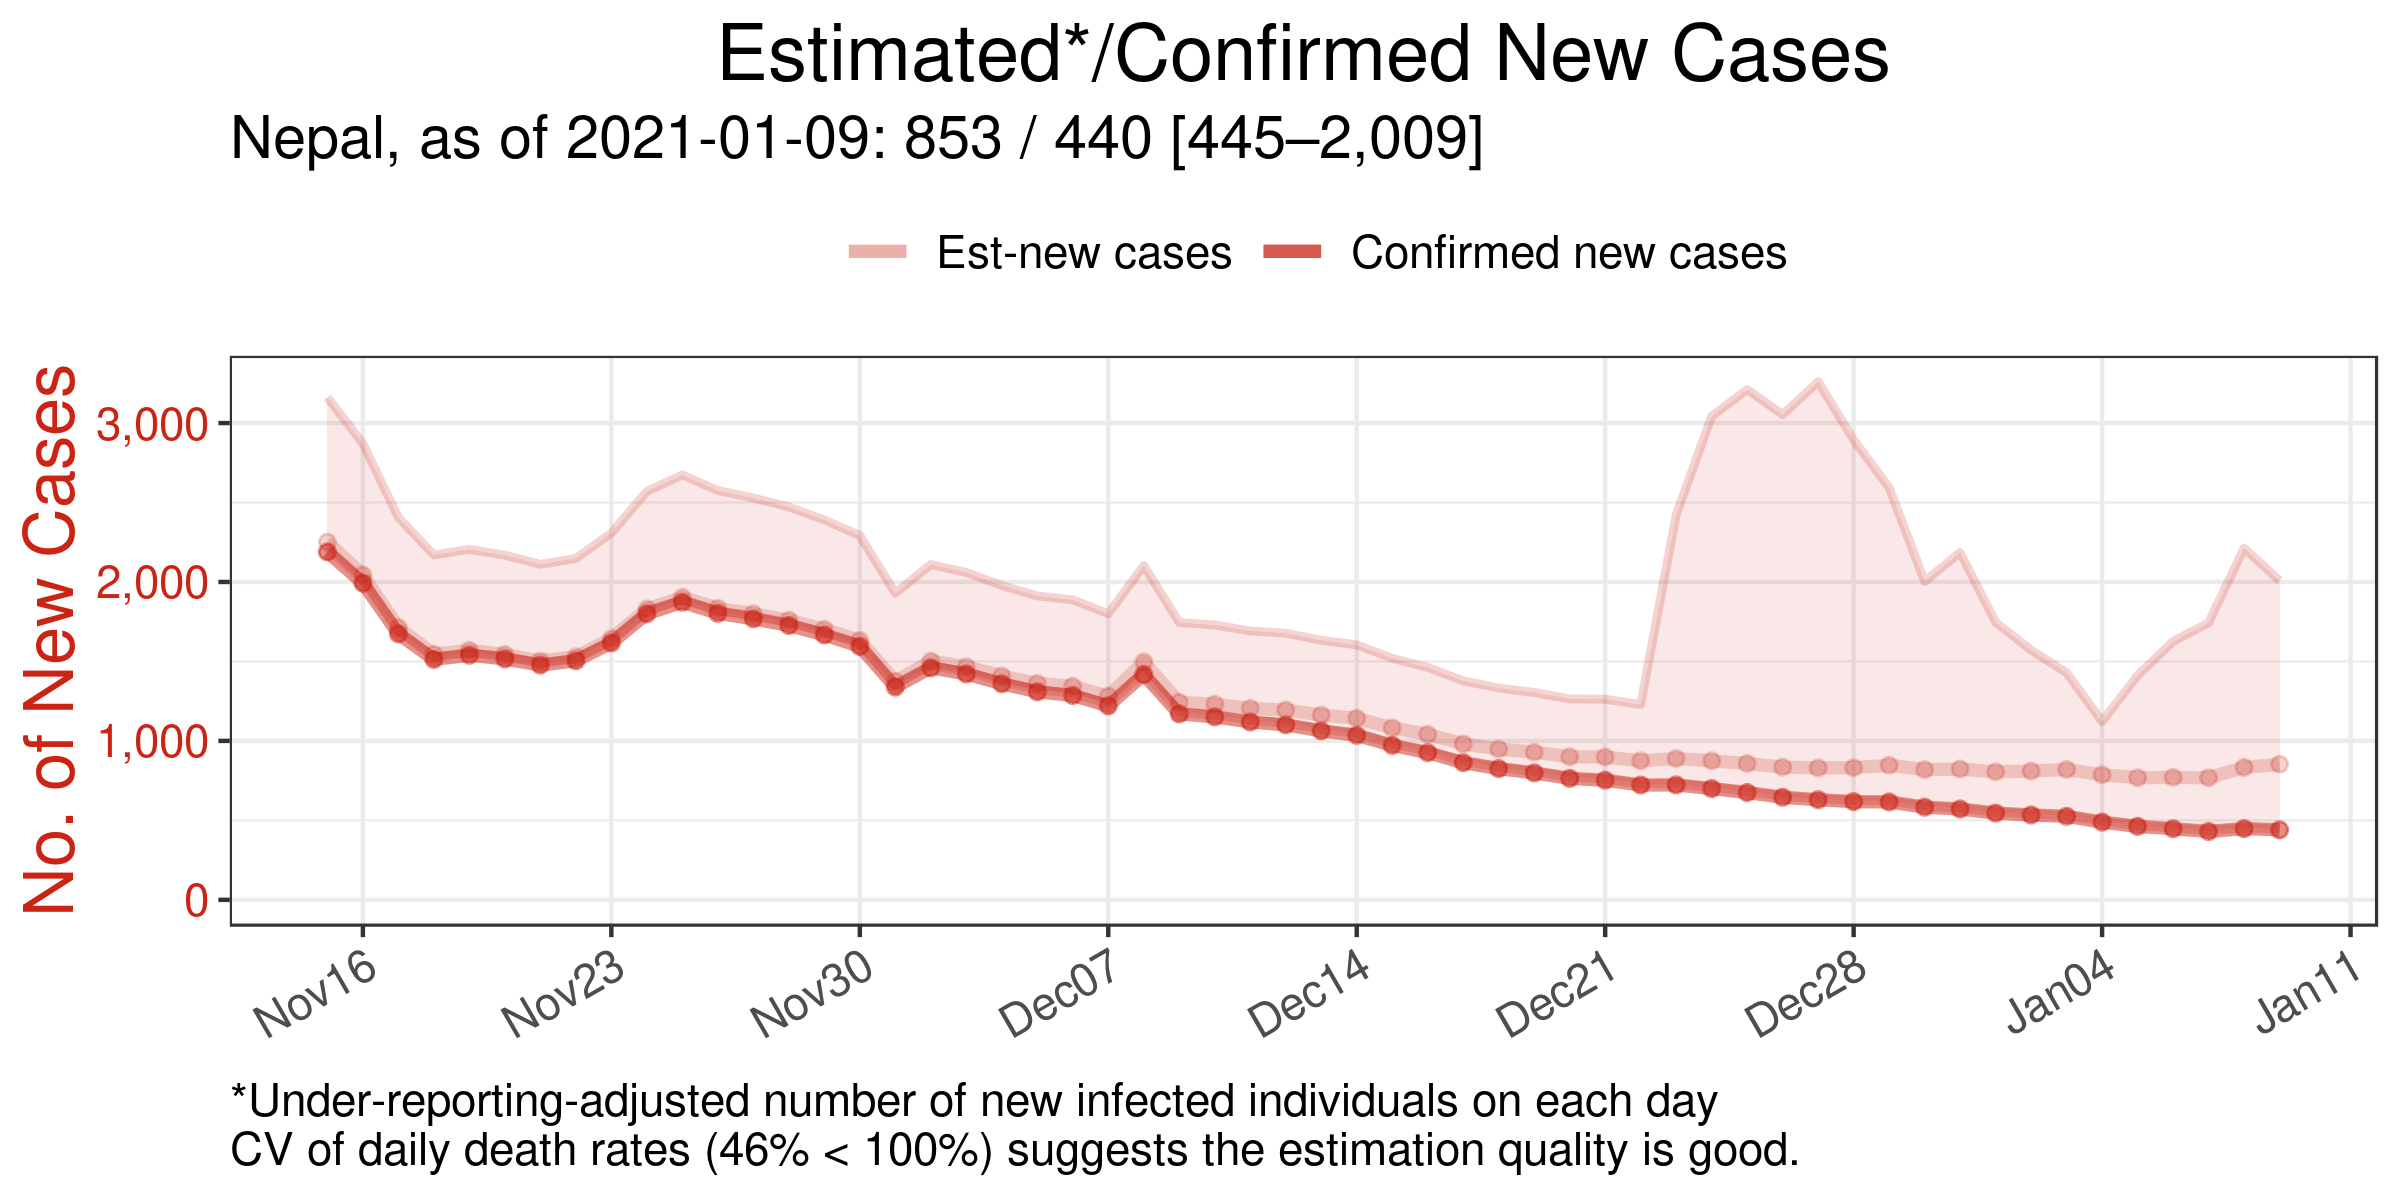 Estimated*/Confirmed New Cases
Nepal, as of 2021-01-09: 853 / 440 [445–2,009]
Est-new cases
Confirmed new cases
No. of New Cases
3,000
2,000
1,000
0
Nov16
Nov23
Nov30
Dec07
Dec14
Dec21
Dec28
Jan04
Jan11
*Under-reporting-adjusted number of new infected individuals on each day
CV of daily death rates (46% < 100%) suggests the estimation quality is good.